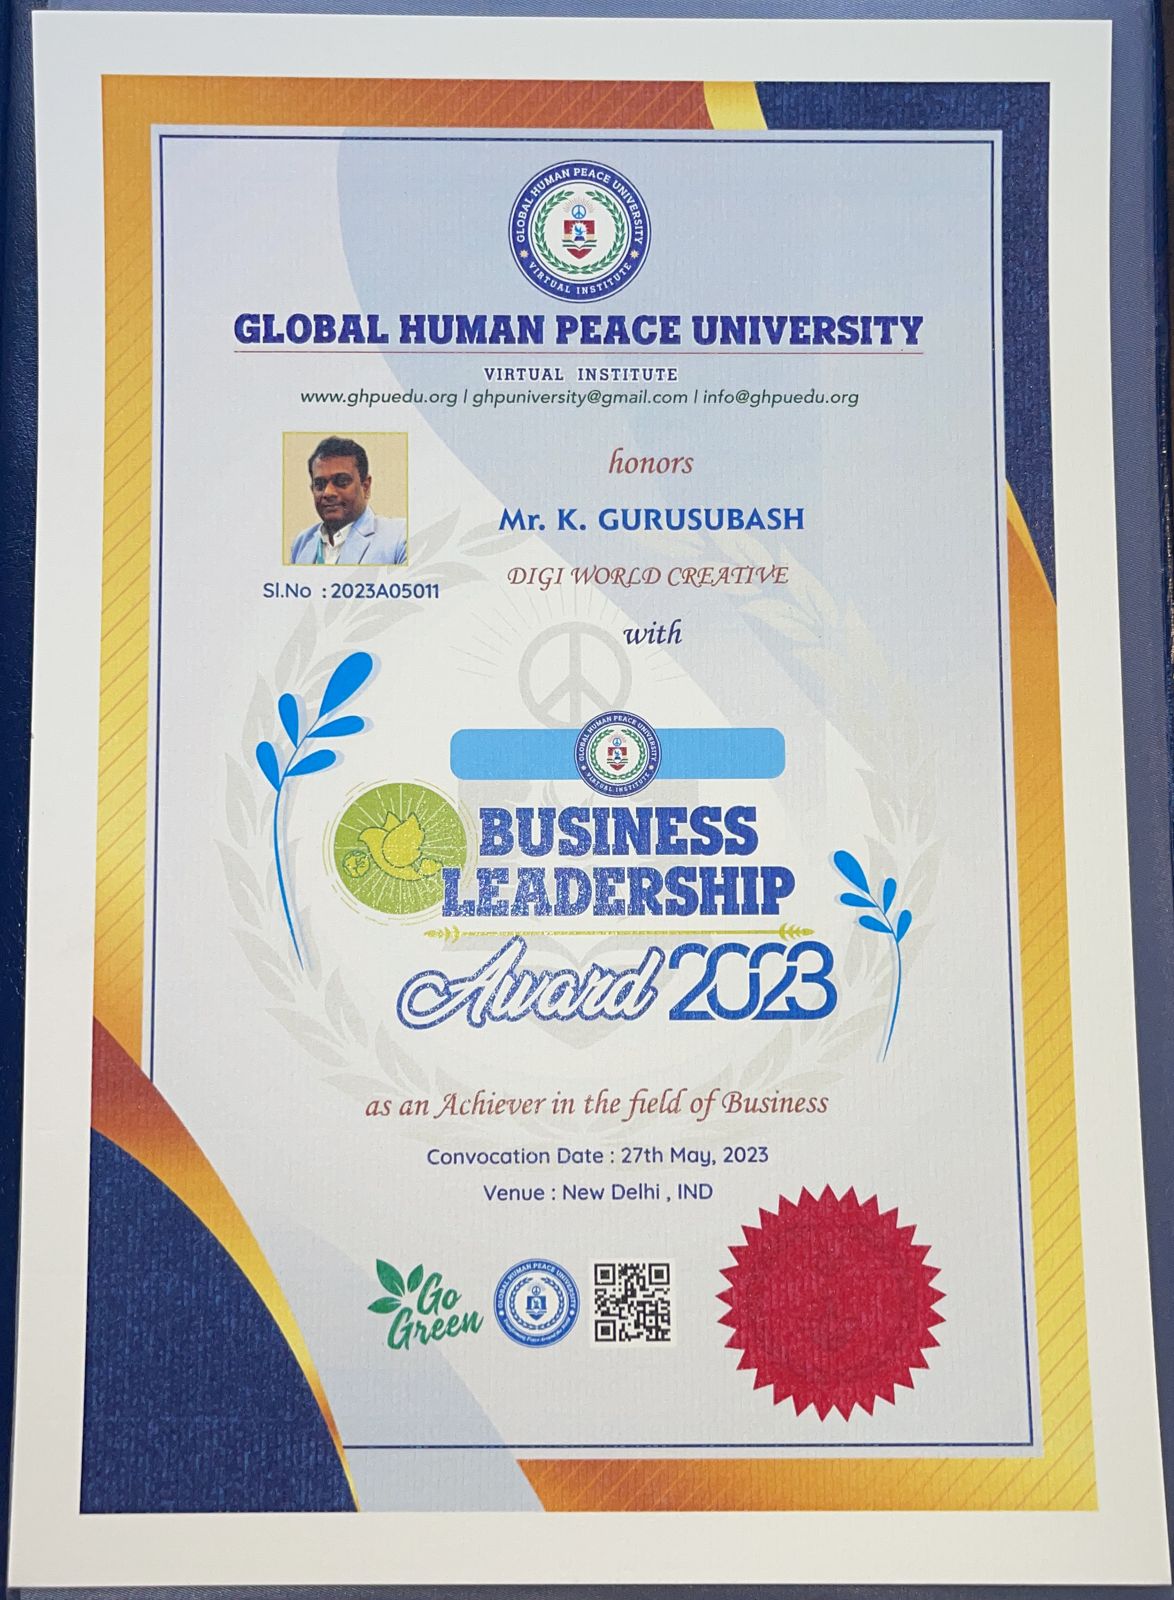 GLOBAL HUMAN PEACE UNIVERSITY
VIRTUAL INSTITUTE
GLOBAL HUMAN PEACE UNIVERSITY
VIRTUAL INSTITUTE
www.ghpuedu.org | ghpuniversity@gmail.com | info@ghpuedu.org
honors
Mr. K. GURUSUBASH
DIGI WORLD CREATIVE
Sl.No : 2023A05011
with
GLOBAL HUMAN PEACE UNIVERSITY
VIRTUAL INSTITUTE
BUSINESS
LEADERSHIP
Award 2023
as an Achiever in the field of Business
Convocation Date : 27th May, 2023
Venue : New Delhi , IND
Go
Green
GLOBAL HUMAN PEACE UNIVERSITY